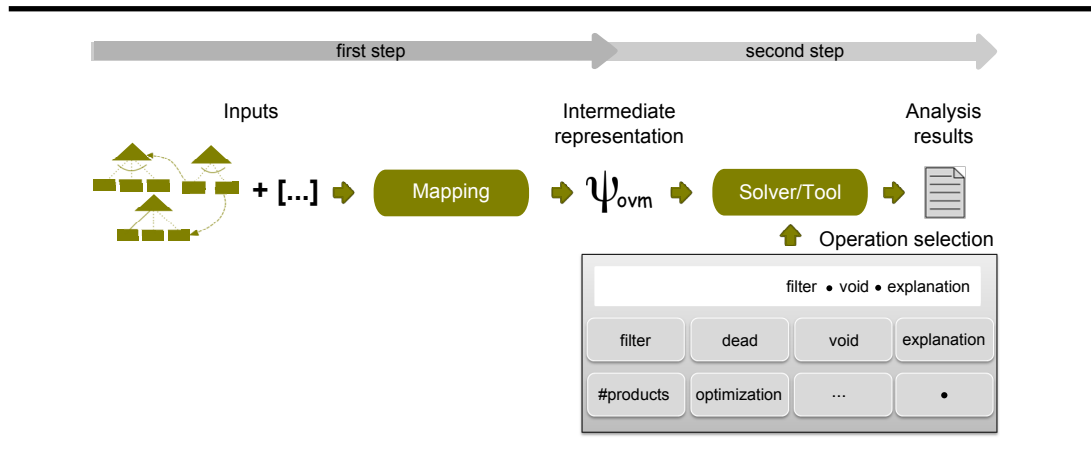 first step
second step
Inputs
Intermediate
representation
Analysis
results
+ [...]
Mapping
ψovm
Solver/Tool
Operation selection
filter • void • explanation
filter
dead
void
explanation
#products
optimization
...
•